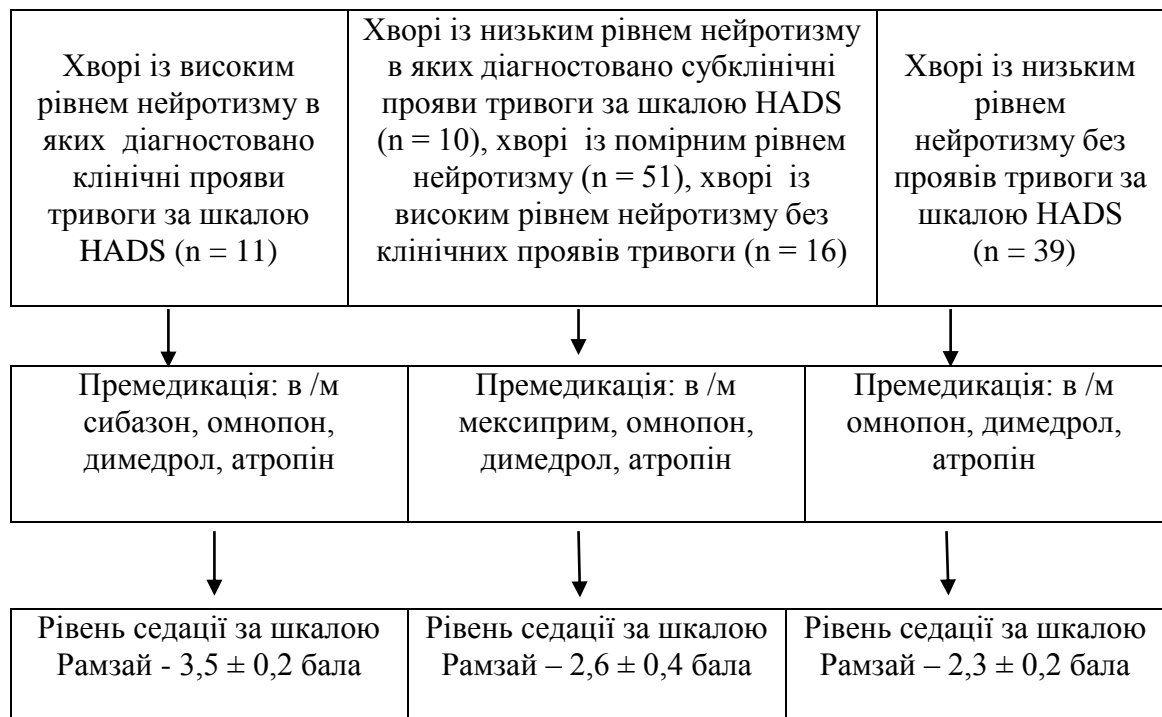 Хворі із високим
рівнем нейротизму в
яких діагностовано
клінічні прояви
тривоги за шкалою
HADS (n = 11)
Хворі із низьким рівнем нейротизму
в яких діагностовано субклінічні
прояви тривоги за шкалою HADS
(n = 10), хворі із помірним рівнем
нейротизму (n = 51), хворі із
високим рівнем нейротизму без
клінічних проявів тривоги (n = 16)
Хворі із низьким
рівнем
нейротизму без
проявів тривоги за
шкалою HADS
(n = 39)
Премедикація: в /м
сибазон, омнопон,
димедрол, атропін
Премедикація: в /м
мексиприм, омнопон,
димедрол, атропін
Премедикація: в /м
омнопон, димедрол,
атропін
Рівень седації за шкалою
Рамзай - 3,5 ± 0,2 бала
Рівень седації за шкалою
Рамзай – 2,6 ± 0,4 бала
Рівень седації за шкалою
Рамзай – 2,3 ± 0,2 бала